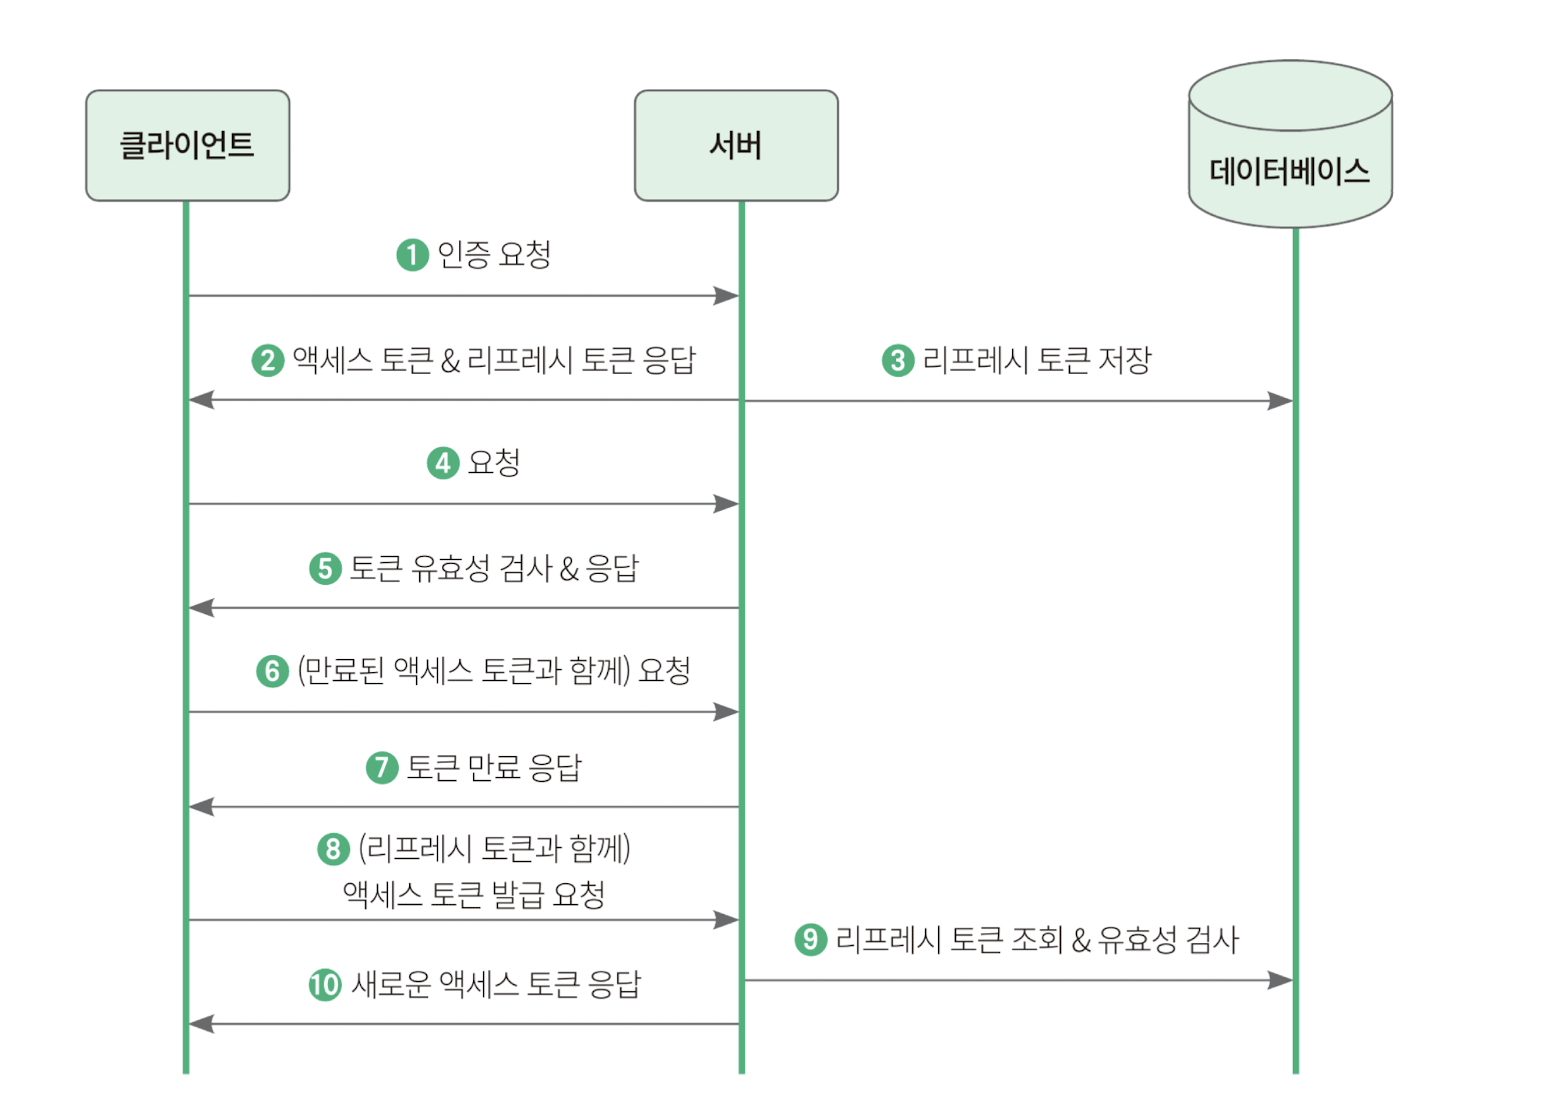 클라이언트
서버
데이터베이스
1 인증 요청
2 액세스 토큰 & 리프레시 토큰 응답
3 리프레시 토큰 저장
4 요청
5 토큰 유효성 검사 & 응답
6 (만료된 액세스 토큰과 함께) 요청
7 토큰 만료 응답
8 (리프레시 토큰과 함께)
액세스 토큰 발급 요청
9 리프레시 토큰 조회 & 유효성 검사
10 새로운 액세스 토큰 응답